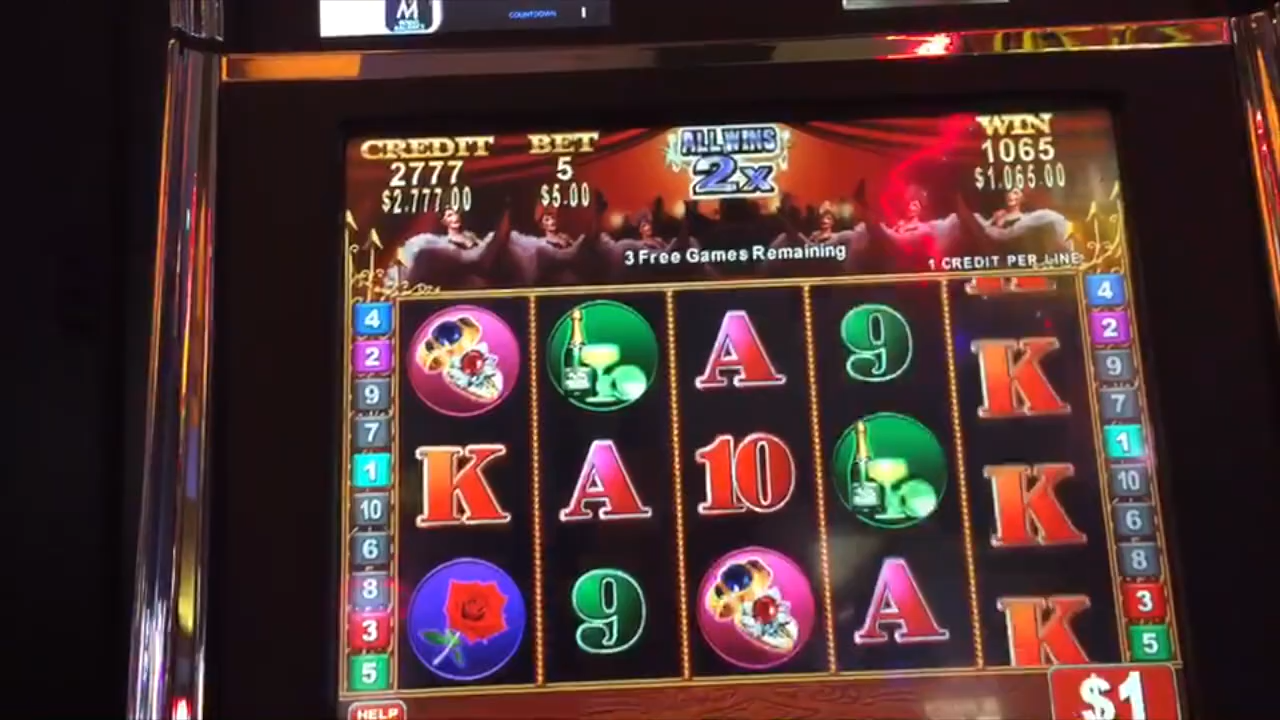 M
COUNTDOWN
CREDIT BET ALL WINS WIN
2777 5 2x 1065
$2,777.00 $5.00 $1,065.00
3 Free Games Remaining
1 CREDIT PER LINE
4 A 9 4
2 2
9 K 9
7 7
1 K A 10 1
10 K 10
6 6
8 8
3 9 A K 3
5 5
HELP $1